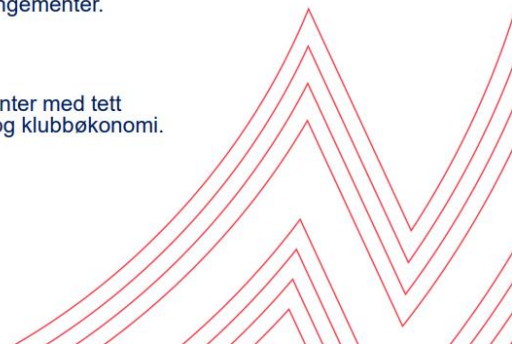 ngementer.
nter med tett
og klubbøkonomi.